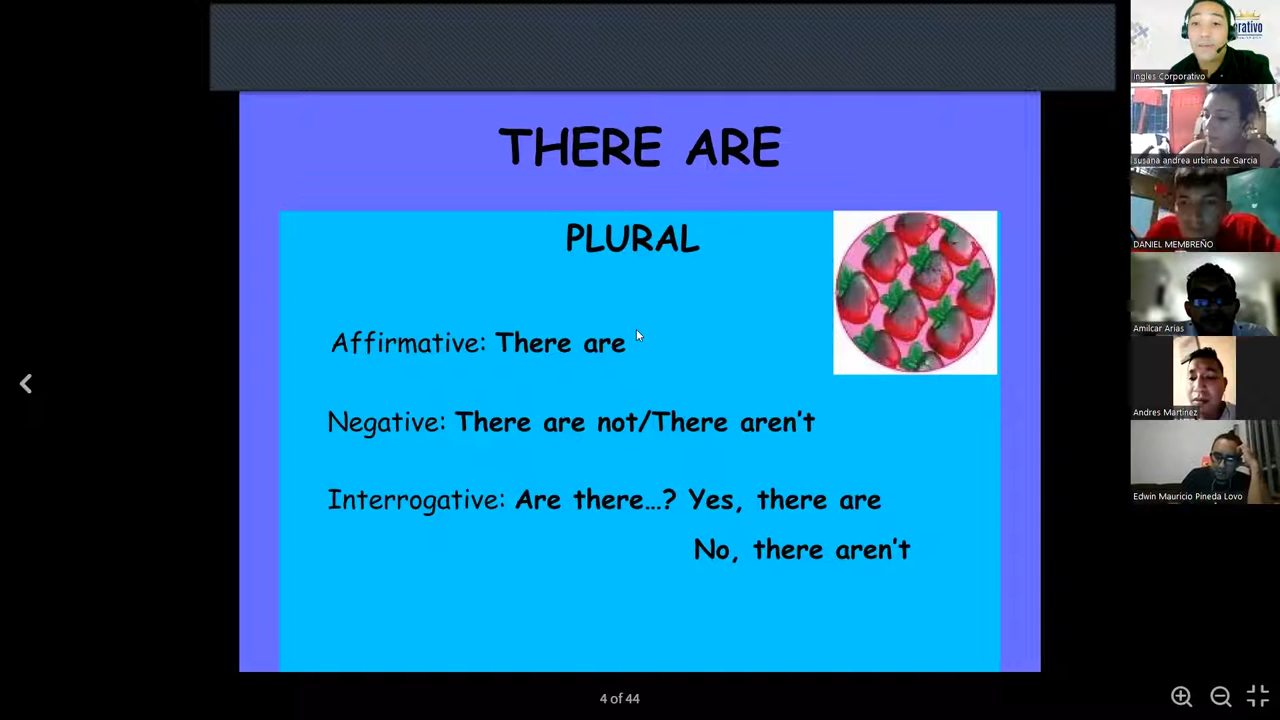 THERE ARE
PLURAL
Affirmative: There are
Negative: There are not/There aren't
Interrogative: Are there...? Yes, there are
No, there aren't
4 of 44
Ingles Corporativo
susana andrea urbina de Garcia
DANIEL MEMBREÑO
Amilcar Arias
Andres Martinez
Edwin Mauricio Pineda Lovo